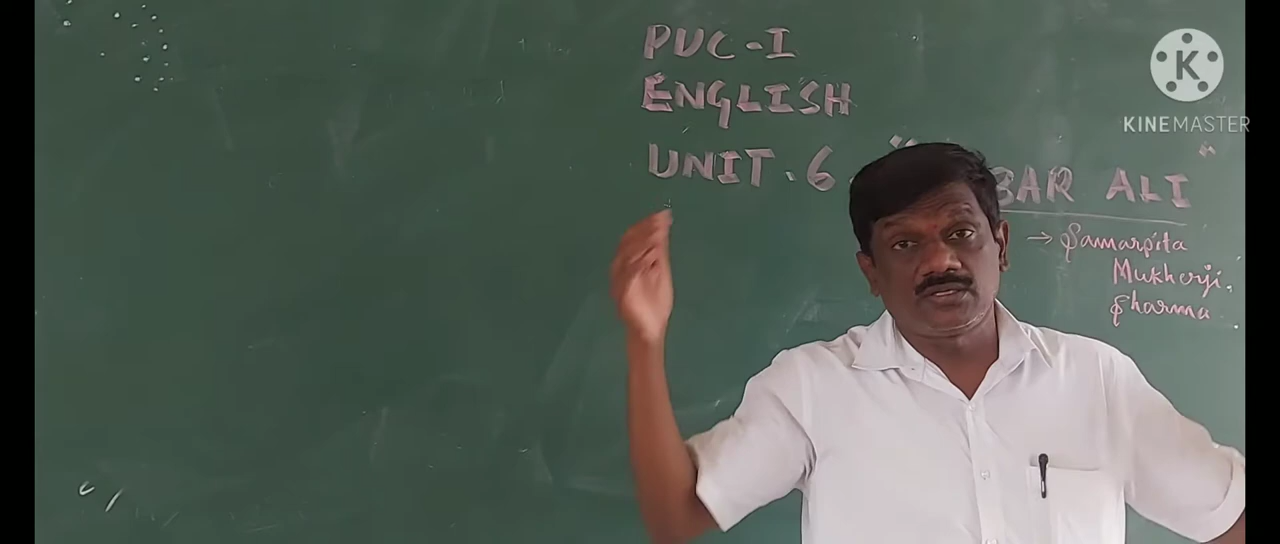 PUC-I
ENGLISH
UNIT.6 " BAR ALI "
→ Samarpita
Mukherji.
Sharma
K
KINEMASTER